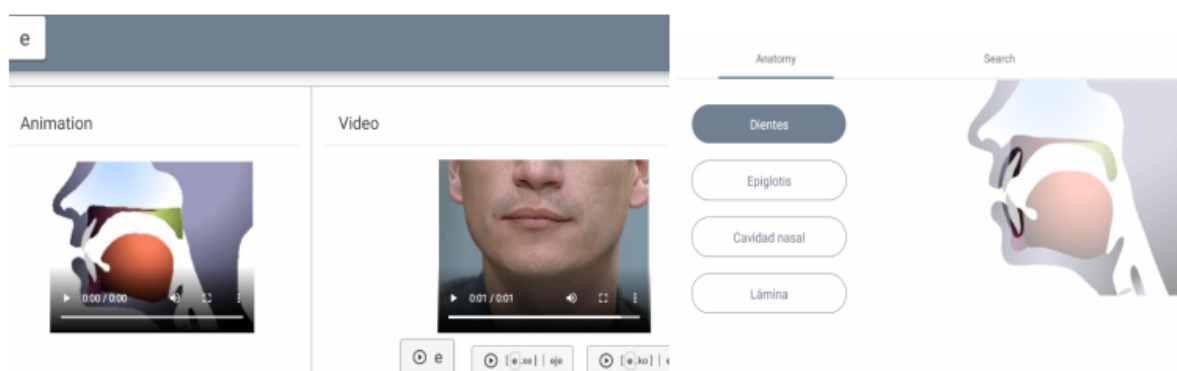 e
Animation
Video
0:00 / 0:00
0:01 / 0:01
e
[e.xe] | eje
[e.ko] |
Anatomy
Search
Dientes
Epiglotis
Cavidad nasal
Lámina